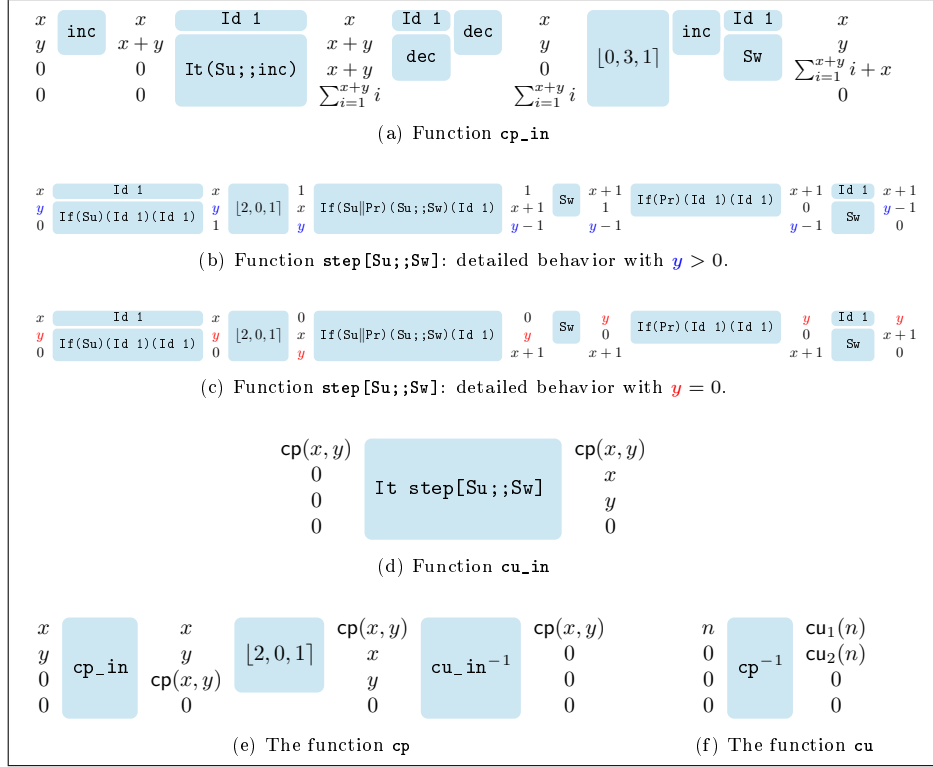 x inc x Id 1 x Id 1 dec x ⌊0, 3, 1⌉ inc Id 1 x
y x + y It(Su;;inc) x + y dec y Sw y
0 0 x + y 0 ∑_{i=1}^{x+y} i + x
0 0 ∑_{i=1}^{x+y} i ∑_{i=1}^{x+y} i 0
(a) Function cp_in
x Id 1 x ⌊2, 0, 1⌉ 1 If(Su‖Pr)(Su;;Sw)(Id 1) 1 Sw x + 1 If(Pr)(Id 1)(Id 1) x + 1 Id 1 x + 1
y If(Su)(Id 1)(Id 1) y x x + 1 1 0 Sw y − 1
0 1 y y − 1 y − 1 y − 1 0
(b) Function step[Su;;Sw]: detailed behavior with y > 0.
x Id 1 x ⌊2, 0, 1⌉ 0 If(Su‖Pr)(Su;;Sw)(Id 1) 0 Sw y If(Pr)(Id 1)(Id 1) y Id 1 y
y If(Su)(Id 1)(Id 1) y x y 0 0 Sw x + 1
0 0 y x + 1 x + 1 x + 1 0
(c) Function step[Su;;Sw]: detailed behavior with y = 0.
cp(x, y) It step[Su;;Sw] cp(x, y)
0 x
0 y
0 0
(d) Function cu_in
x cp_in x ⌊2, 0, 1⌉ cp(x, y) cu_in⁻¹ cp(x, y)
y y x 0
0 cp(x, y) y 0
0 0 0 0
(e) The function cp
n cp⁻¹ cu₁(n)
0 cu₂(n)
0 0
0 0
(f) The function cu